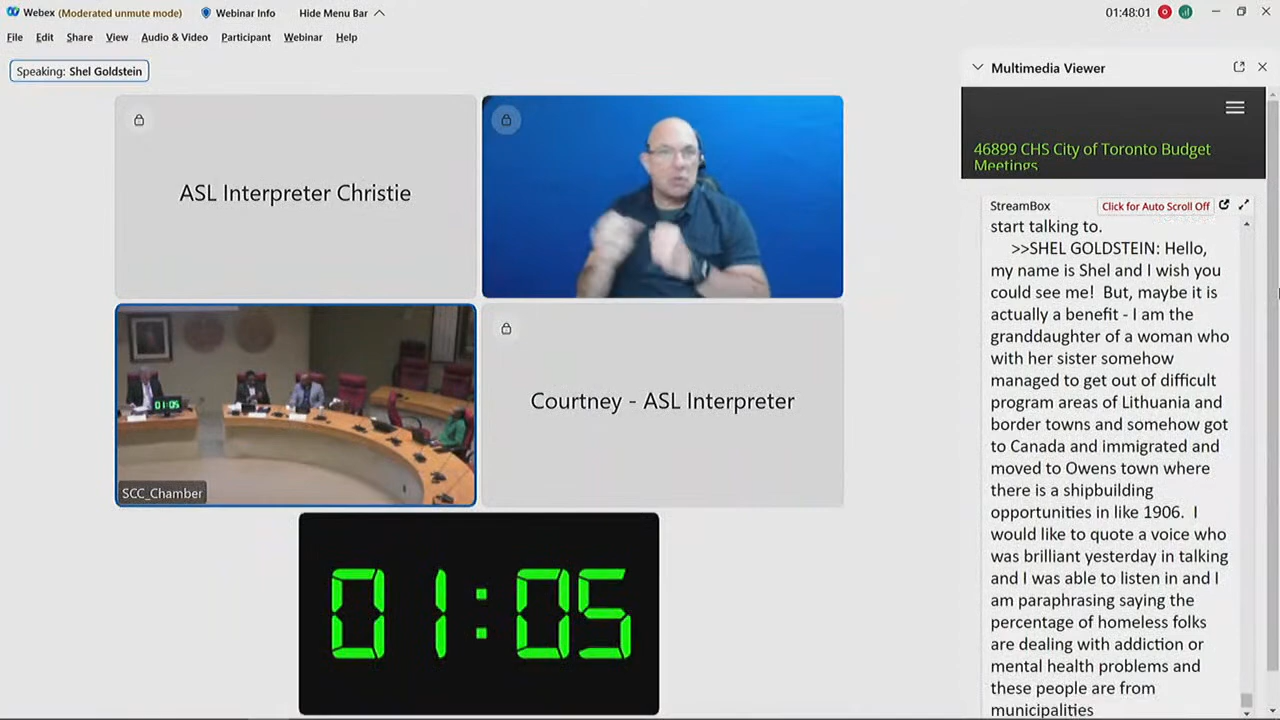 Webex (Moderated unmute mode) Webinar Info Hide Menu Bar 01:48:01
File Edit Share View Audio & Video Participant Webinar Help
Speaking: Shel Goldstein
Multimedia Viewer
ASL Interpreter Christie
46899 CHS City of Toronto Budget
Meetings
StreamBox Click for Auto Scroll Off
start talking to.
>>SHEL GOLDSTEIN: Hello,
my name is Shel and I wish you
could see me! But, maybe it is
actually a benefit - I am the
granddaughter of a woman who
with her sister somehow
managed to get out of difficult
program areas of Lithuania and
border towns and somehow got
to Canada and immigrated and
moved to Owens town where
there is a shipbuilding
opportunities in like 1906. I
would like to quote a voice who
was brilliant yesterday in talking
and I was able to listen in and I
am paraphrasing saying the
percentage of homeless folks
are dealing with addiction or
mental health problems and
these people are from
municipalities
01:05
SCC_Chamber
Courtney - ASL Interpreter
01:05